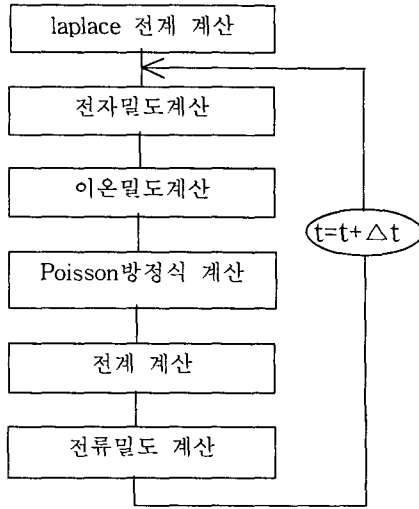 laplace 전계 계산
전자밀도계산
이온밀도계산
t=t+△t
Poisson방정식 계산
전계 계산
전류밀도 계산